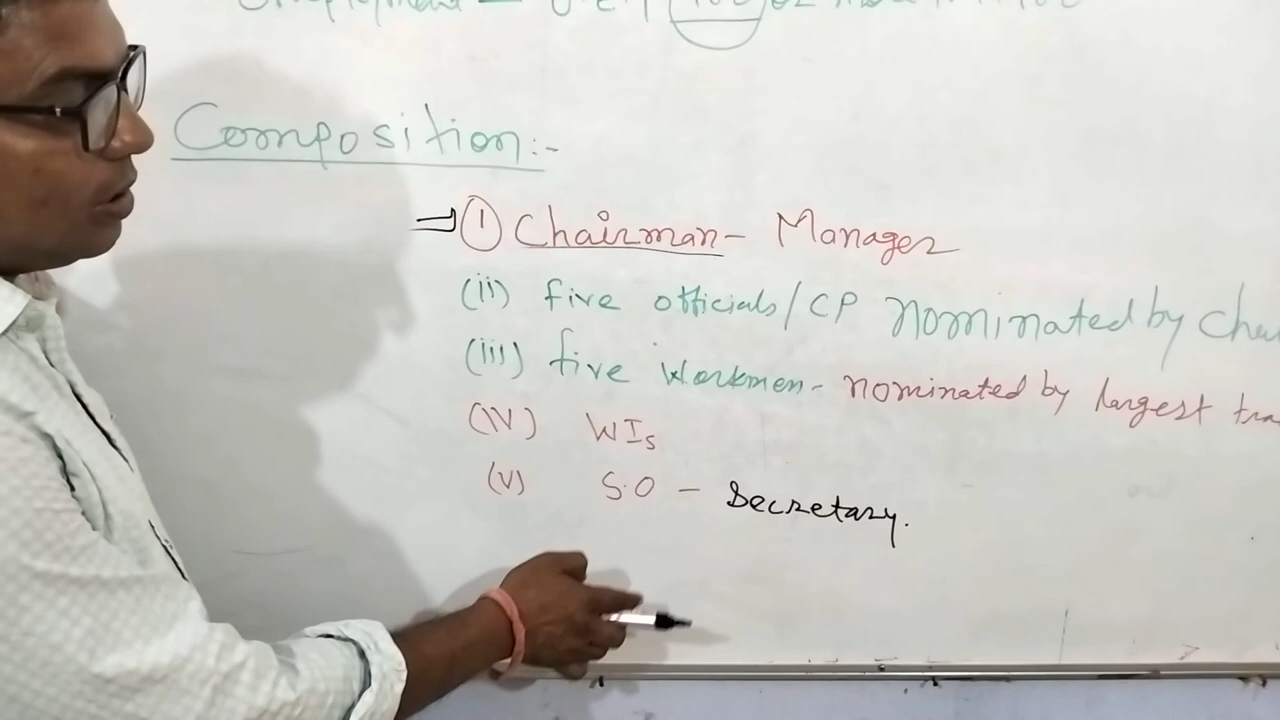 Composition:-
① Chairman- Manager
(ii) five officials/CP nominated by
(iii) five workmen- nominated by largest
(IV) WIs
(V) S.O - Secretary.